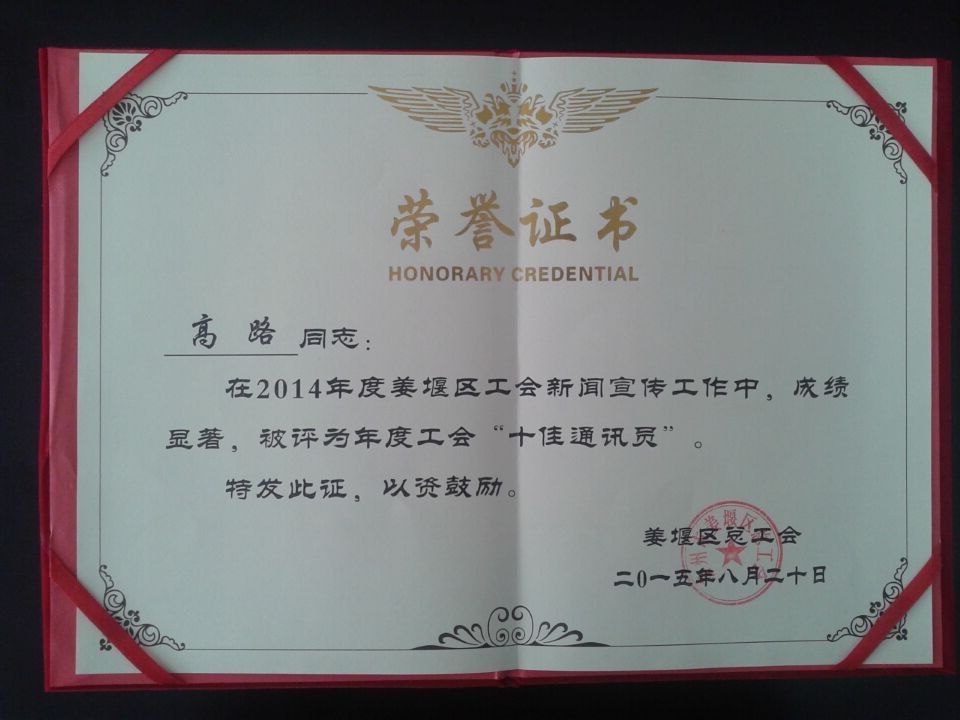 荣誉证书
HONORARY CREDENTIAL
高路同志：
在2014年度姜堰区工会新闻宣传工作中，成绩
显著，被评为年度工会“十佳通讯员”。
特发此证，以资鼓励。
姜堰区总工会
二0一五年八月二十日